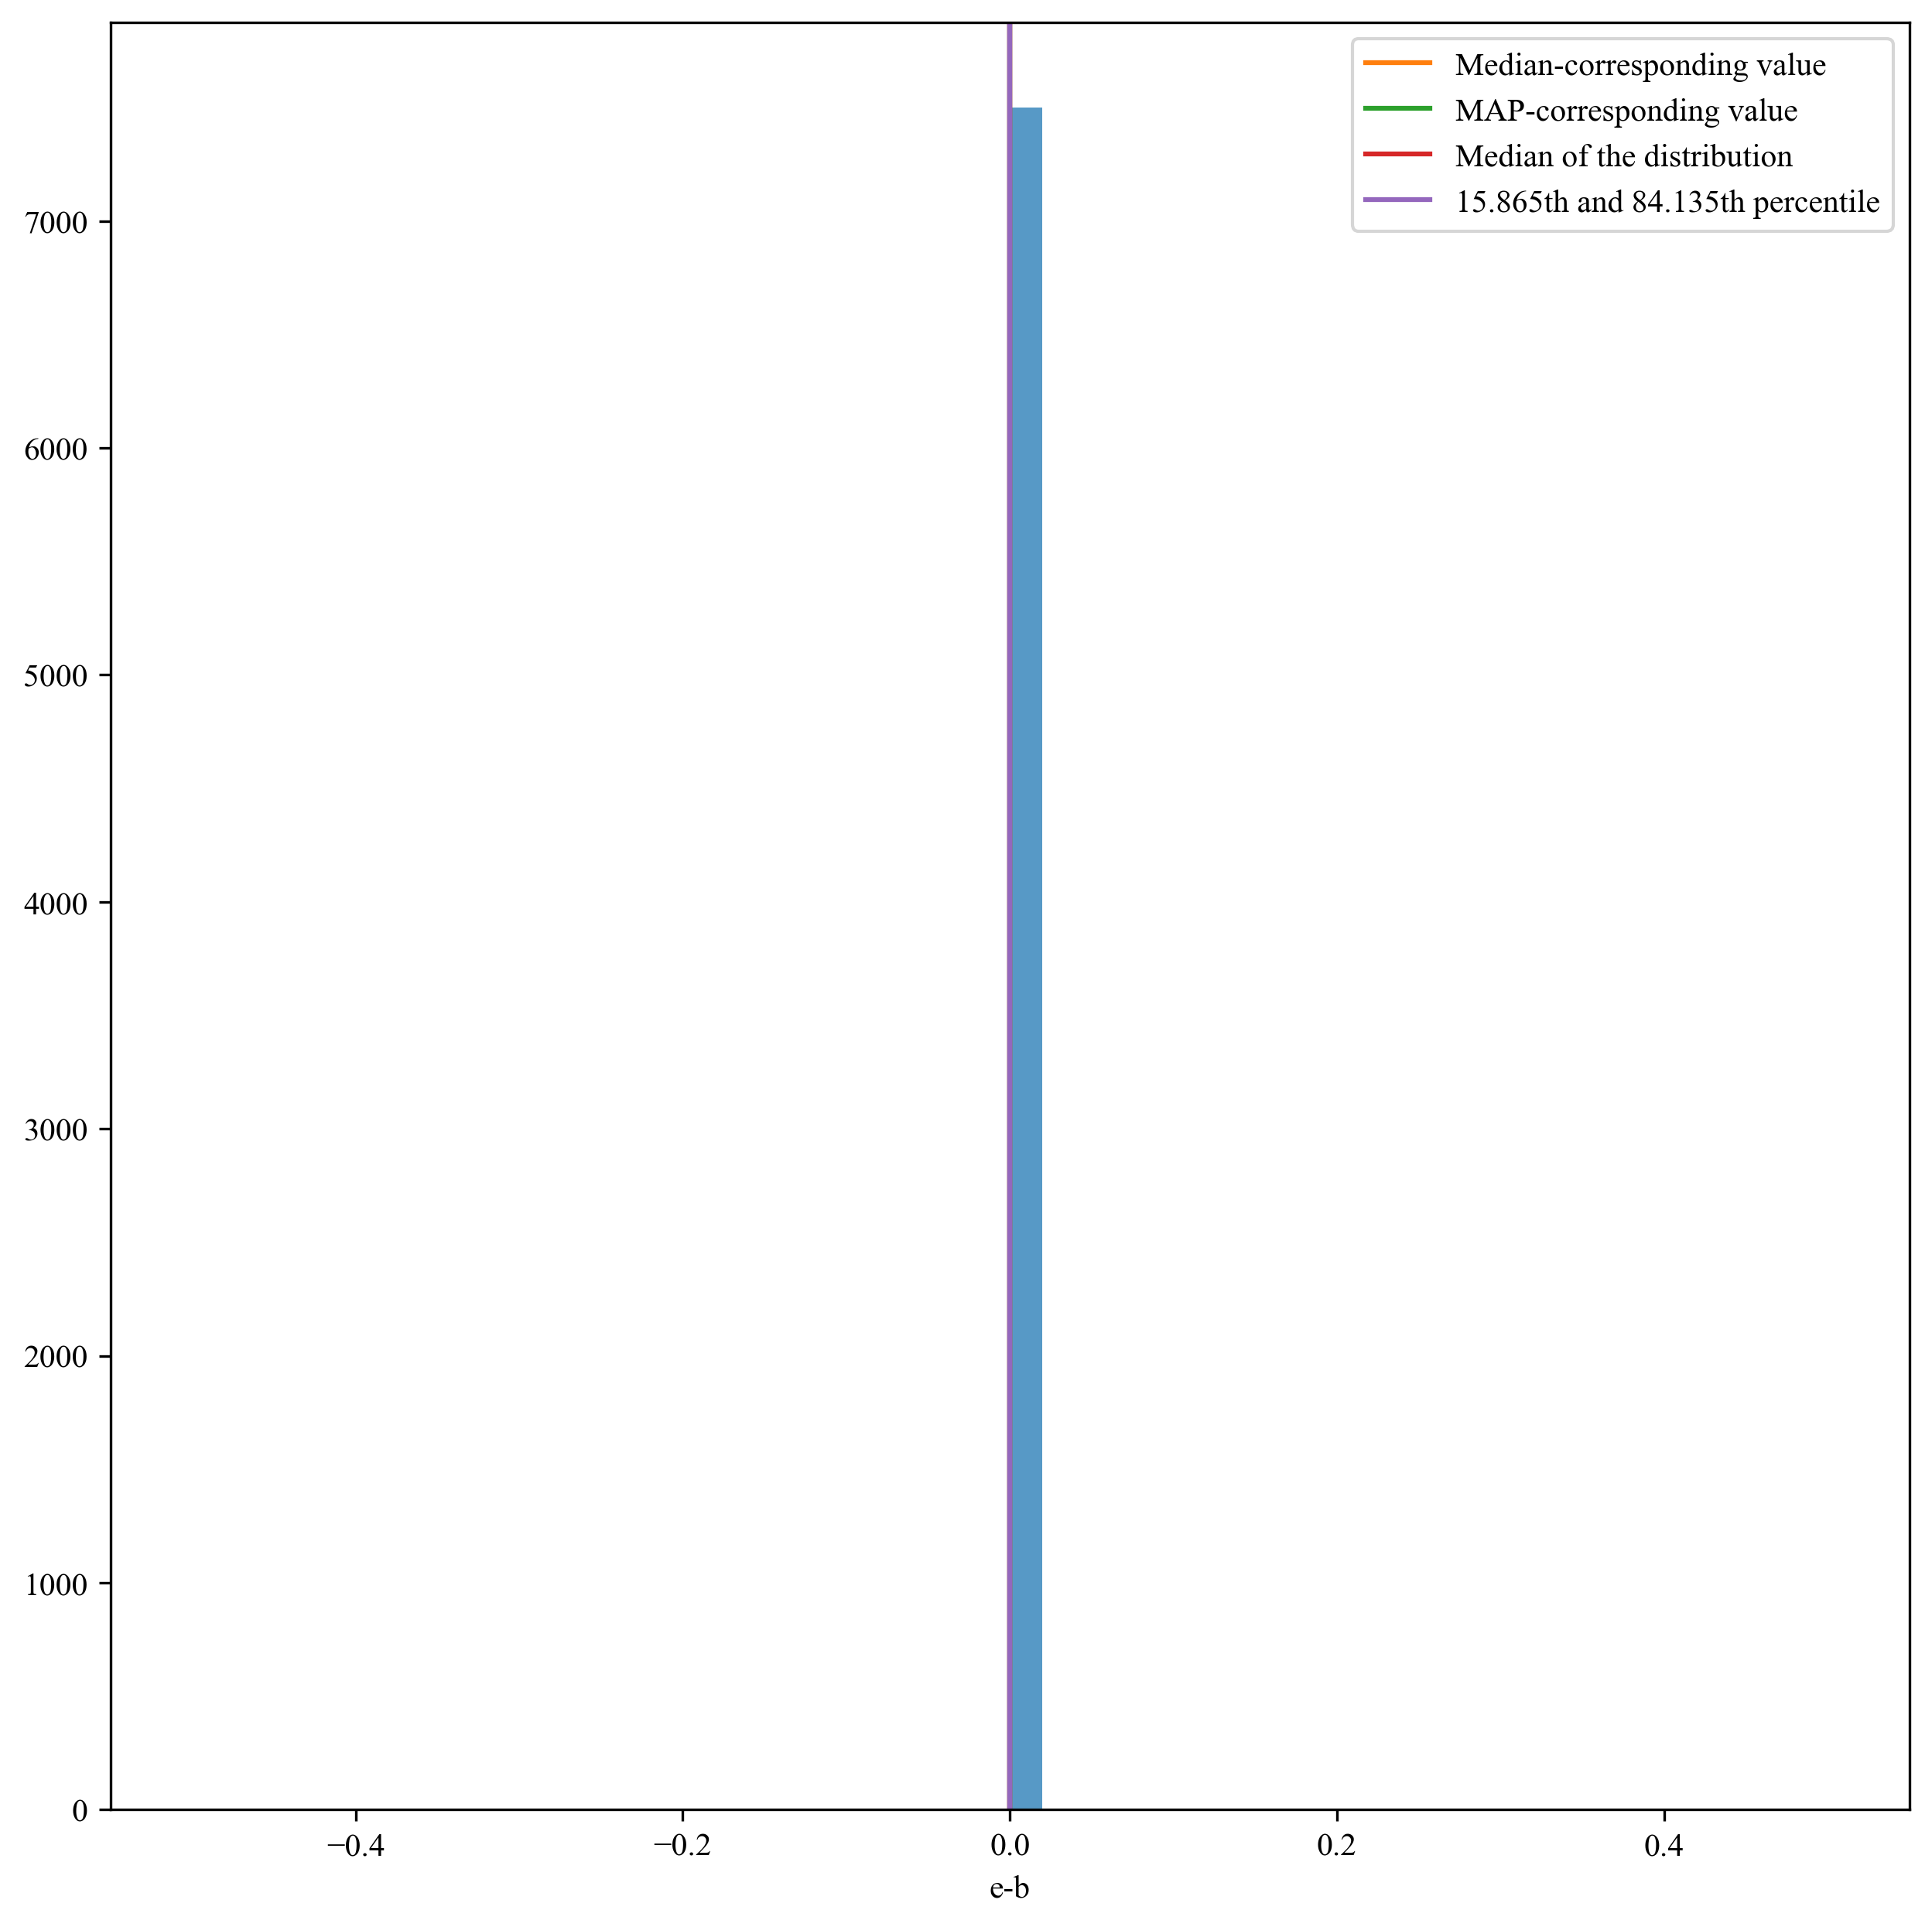 Median-corresponding value
MAP-corresponding value
Median of the distribution
15.865th and 84.135th percentile
7000
6000
5000
4000
3000
2000
1000
0
−0.4
−0.2
0.0
0.2
0.4
e-b